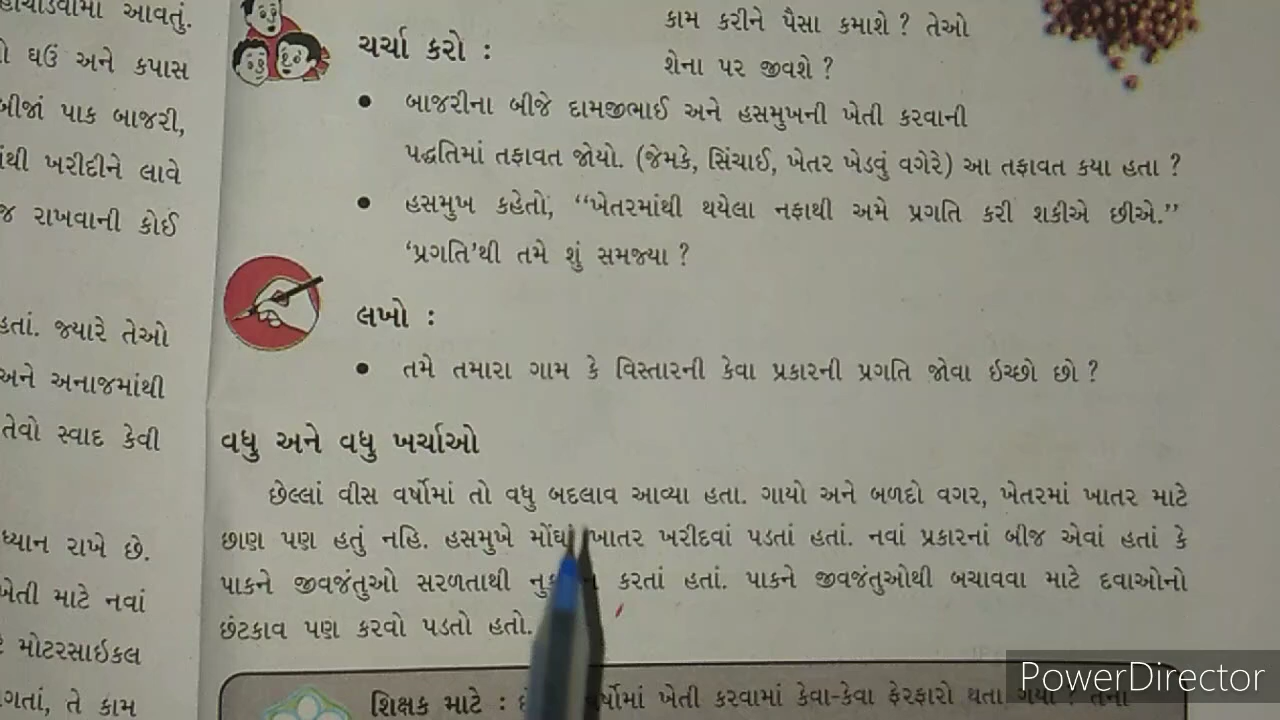 આવતું.
ઘઉં અને કપાસ
બીજાં પાક બાજરી,
ખરીદીને લાવે
રાખવાની કોઈ
હતાં. જ્યારે તેઓ
અને અનાજમાંથી
તેવો સ્વાદ કેવી
ધ્યાન રાખે છે.
ખેતી માટે નવાં
મોટરસાઇકલ
તે કામ
કામ કરીને પૈસા કમાશે ? તેઓ
શેના પર જીવશે ?
ચર્ચા કરો :
• બાજરીના બીજે દામજીભાઈ અને હસમુખની ખેતી કરવાની
પદ્ધતિમાં તફાવત જોયો. (જેમકે, સિંચાઈ, ખેતર ખેડવું વગેરે) આ તફાવત કયા હતા ?
• હસમુખ કહેતો, “ખેતરમાંથી થયેલા નફાથી અમે પ્રગતિ કરી શકીએ છીએ.”
‘પ્રગતિ’થી તમે શું સમજ્યા ?
લખો :
• તમે તમારા ગામ કે વિસ્તારની કેવા પ્રકારની પ્રગતિ જોવા ઇચ્છો છો ?
વધુ અને વધુ ખર્ચાઓ
છેલ્લાં વીસ વર્ષોમાં તો વધુ બદલાવ આવ્યા હતા. ગાયો અને બળદો વગર, ખેતરમાં ખાતર માટે
છાણ પણ હતું નહિ. હસમુખે ખાતર ખરીદવાં પડતાં હતાં. નવાં પ્રકારનાં બીજ એવાં હતાં કે
પાકને જીવજંતુઓ સરળતાથી કરતાં હતાં. પાકને જીવજંતુઓથી બચાવવા માટે દવાઓનો
છંટકાવ પણ કરવો પડતો હતો.
શિક્ષક માટે : વર્ષોમાં ખેતી કરવામાં કેવા-કેવા ફેરફારો થતા ગયા ?
PowerDirector